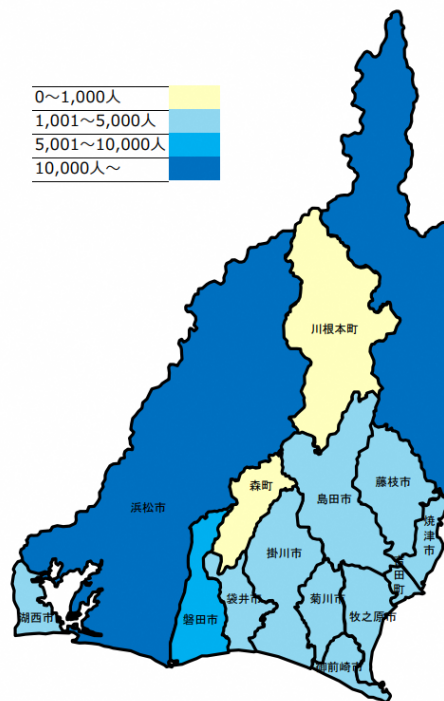 0～1,000人
1,001～5,000人
5,001～10,000人
10,000人～
川根本町
森町
島田市
藤枝市
浜松市
焼津市
掛川市
吉田町
湖西市
磐田市
袋井市
菊川市
牧之原市
御前崎市